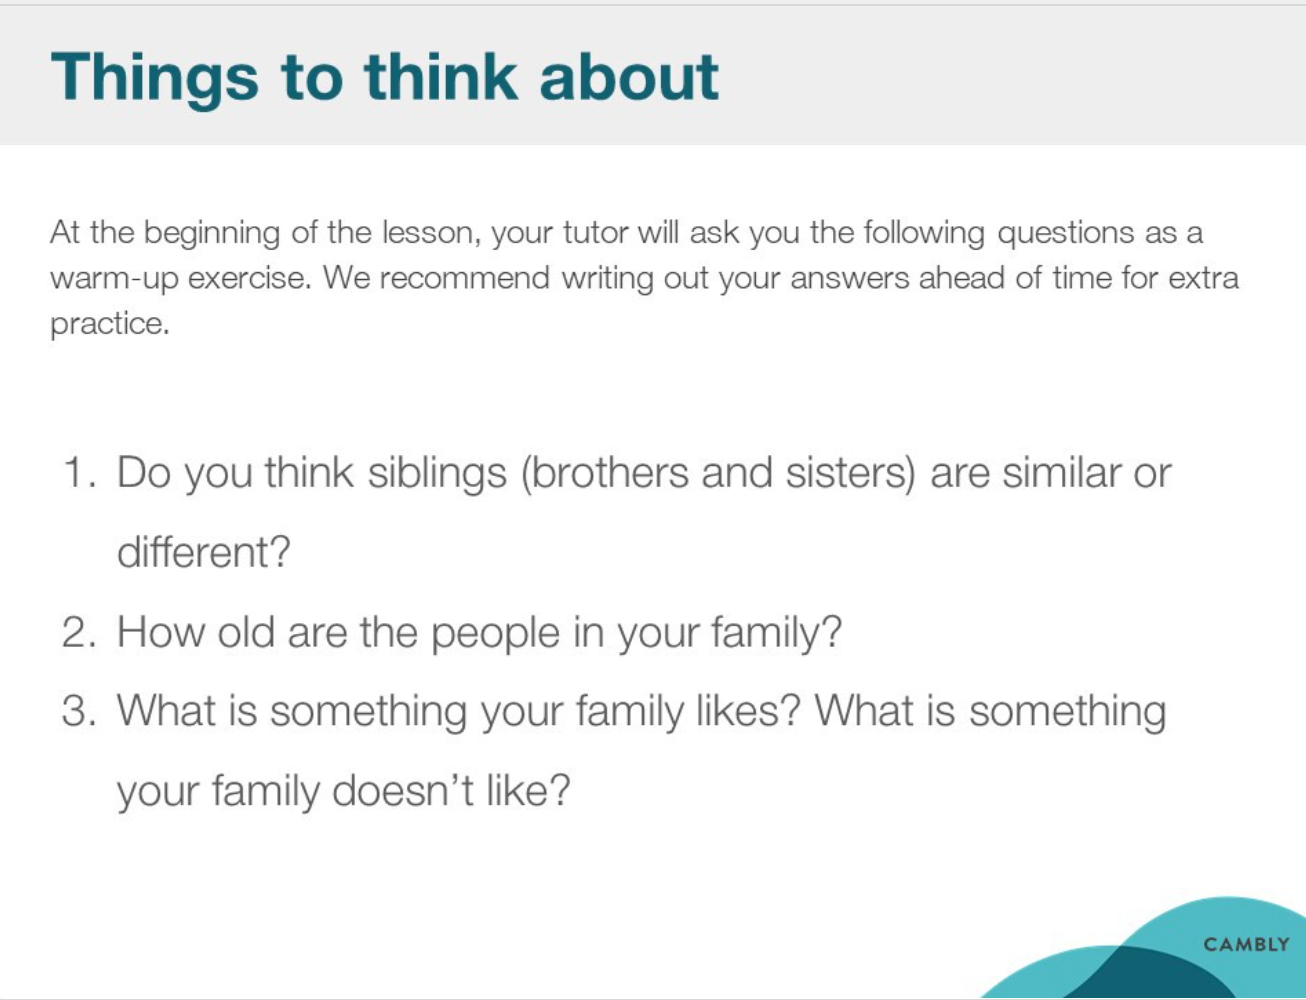 Things to think about
At the beginning of the lesson, your tutor will ask you the following questions as a
warm-up exercise. We recommend writing out your answers ahead of time for extra
practice.
1. Do you think siblings (brothers and sisters) are similar or
different?
2. How old are the people in your family?
3. What is something your family likes? What is something
your family doesn’t like?
CAMBLY